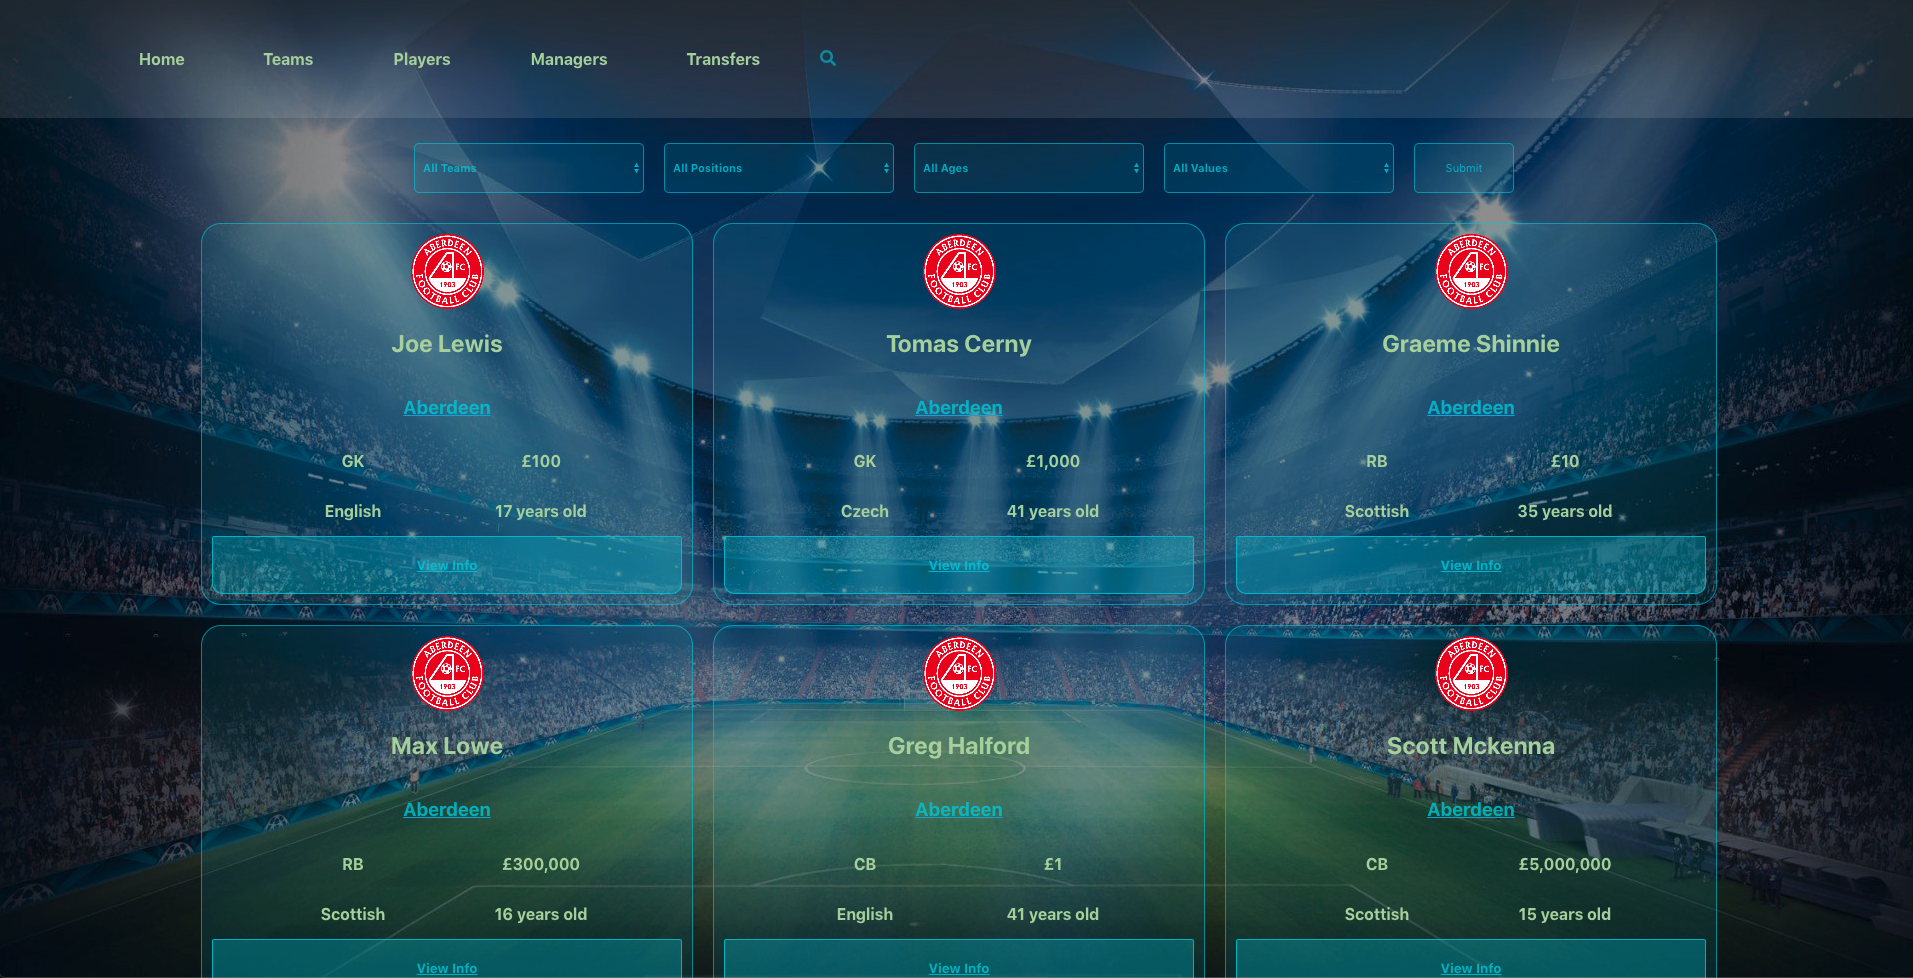 Home Teams Players Managers Transfers
All Teams All Positions All Ages All Values Submit
ABERDEEN FC 1903 FOOTBALL CLUB ABERDEEN FC 1903 FOOTBALL CLUB ABERDEEN FC 1903 FOOTBALL CLUB
Joe Lewis Tomas Cerny Graeme Shinnie
Aberdeen Aberdeen Aberdeen
GK £100 GK £1,000 RB £10
English 17 years old Czech 41 years old Scottish 35 years old
View Info View Info View Info
ABERDEEN FC 1903 FOOTBALL CLUB ABERDEEN FC 1903 FOOTBALL CLUB ABERDEEN FC 1903 FOOTBALL CLUB
Max Lowe Greg Halford Scott Mckenna
Aberdeen Aberdeen Aberdeen
RB £300,000 CB £1 CB £5,000,000
Scottish 16 years old English 41 years old Scottish 15 years old
View Info View Info View Info